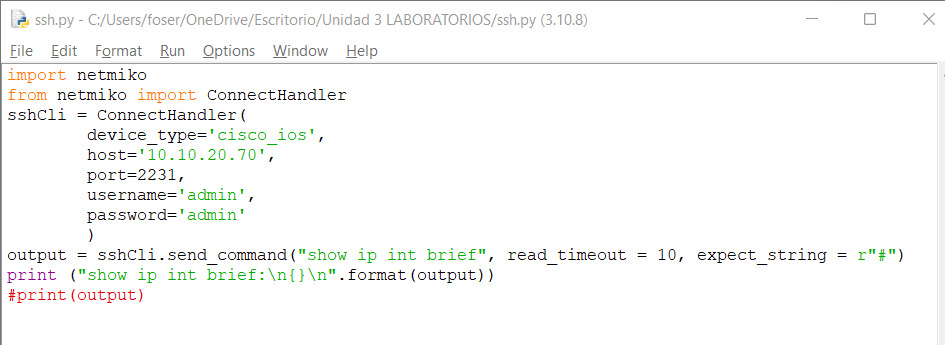 ssh.py - C:/Users/foser/OneDrive/Escritorio/Unidad 3 LABORATORIOS/ssh.py (3.10.8)
File Edit Format Run Options Window Help
import netmiko
from netmiko import ConnectHandler
sshCli = ConnectHandler(
        device_type='cisco_ios',
        host='10.10.20.70',
        port=2231,
        username='admin',
        password='admin'
        )
output = sshCli.send_command("show ip int brief", read_timeout = 10, expect_string = r"#")
print ("show ip int brief:\n{}\n".format(output))
#print(output)